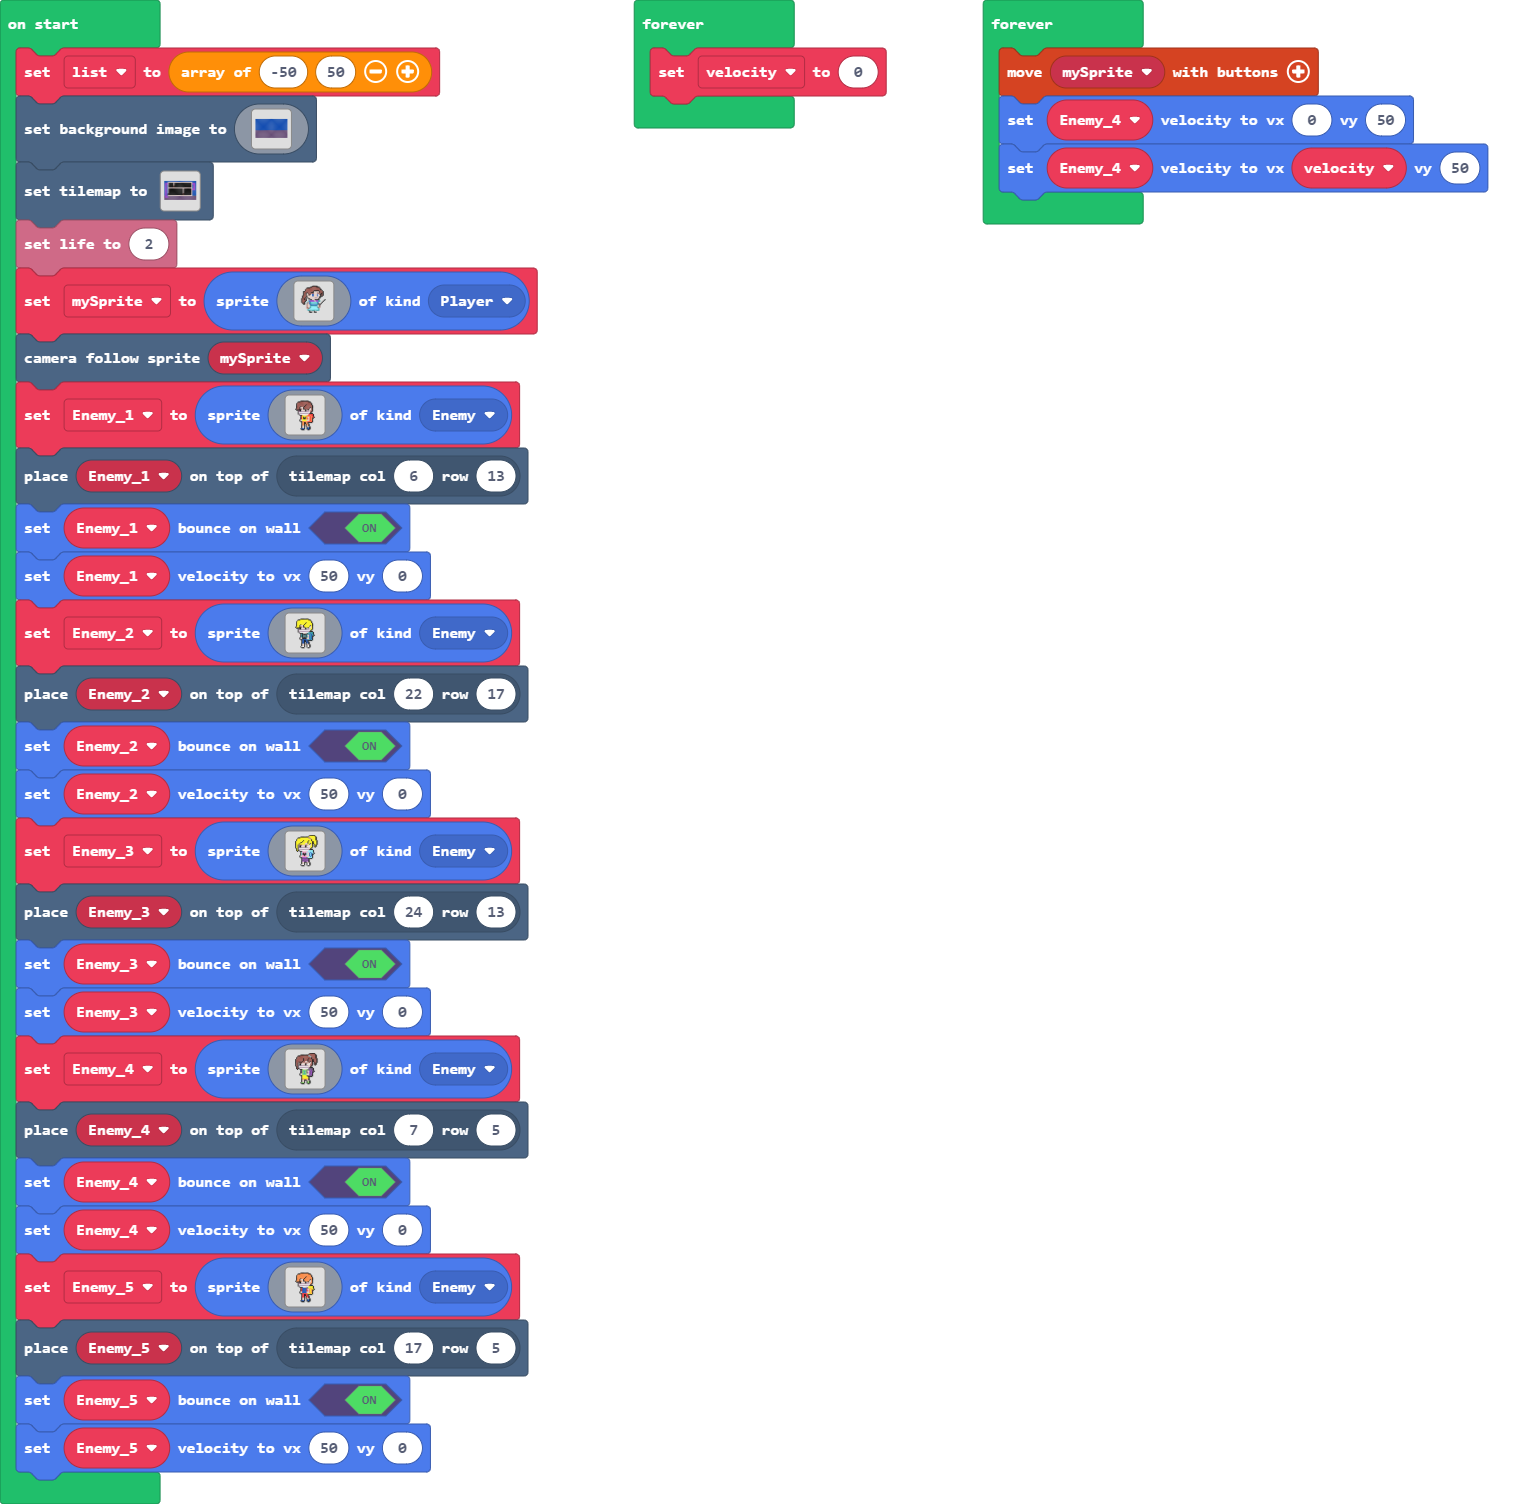 on start
set list to array of -50 50
set background image to
set tilemap to
set life to 2
set mySprite to sprite of kind Player
camera follow sprite mySprite
set Enemy_1 to sprite of kind Enemy
place Enemy_1 on top of tilemap col 6 row 13
set Enemy_1 bounce on wall ON
set Enemy_1 velocity to vx 50 vy 0
set Enemy_2 to sprite of kind Enemy
place Enemy_2 on top of tilemap col 22 row 17
set Enemy_2 bounce on wall ON
set Enemy_2 velocity to vx 50 vy 0
set Enemy_3 to sprite of kind Enemy
place Enemy_3 on top of tilemap col 24 row 13
set Enemy_3 bounce on wall ON
set Enemy_3 velocity to vx 50 vy 0
set Enemy_4 to sprite of kind Enemy
place Enemy_4 on top of tilemap col 7 row 5
set Enemy_4 bounce on wall ON
set Enemy_4 velocity to vx 50 vy 0
set Enemy_5 to sprite of kind Enemy
place Enemy_5 on top of tilemap col 17 row 5
set Enemy_5 bounce on wall ON
set Enemy_5 velocity to vx 50 vy 0
forever
set velocity to 0
forever
move mySprite with buttons
set Enemy_4 velocity to vx 0 vy 50
set Enemy_4 velocity to vx velocity vy 50